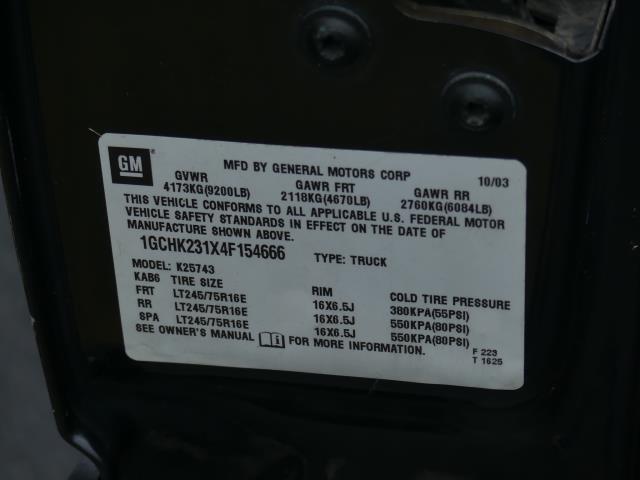 GM
MFD BY GENERAL MOTORS CORP 10/03
GVWR GAWR FRT GAWR RR
4173KG(9200LB) 2118KG(4670LB) 2760KG(6084LB)
THIS VEHICLE CONFORMS TO ALL APPLICABLE U.S. FEDERAL MOTOR
VEHICLE SAFETY STANDARDS IN EFFECT ON THE DATE OF
MANUFACTURE SHOWN ABOVE.
1GCHK231X4F154666 TYPE: TRUCK
MODEL: K25743
KAB6 TIRE SIZE RIM COLD TIRE PRESSURE
FRT LT245/75R16E 16X6.5J 380KPA(55PSI)
RR LT245/75R16E 16X6.5J 550KPA(80PSI)
SPA LT245/75R16E 16X6.5J 550KPA(80PSI)
SEE OWNER'S MANUAL FOR MORE INFORMATION.
F 223
T 1625